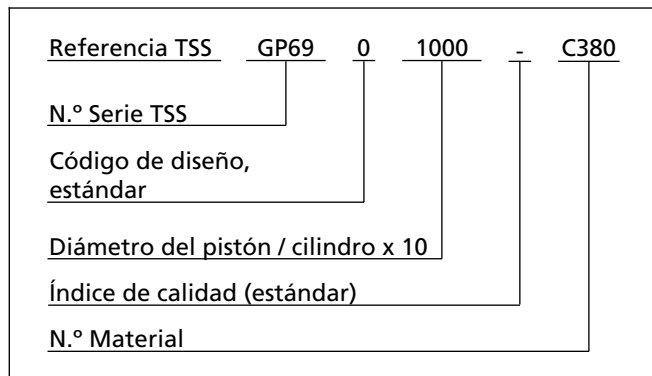 Referencia TSS GP69 0 1000 - C380
N.º Serie TSS
Código de diseño,
estándar
Diámetro del pistón / cilindro x 10
Índice de calidad (estándar)
N.º Material